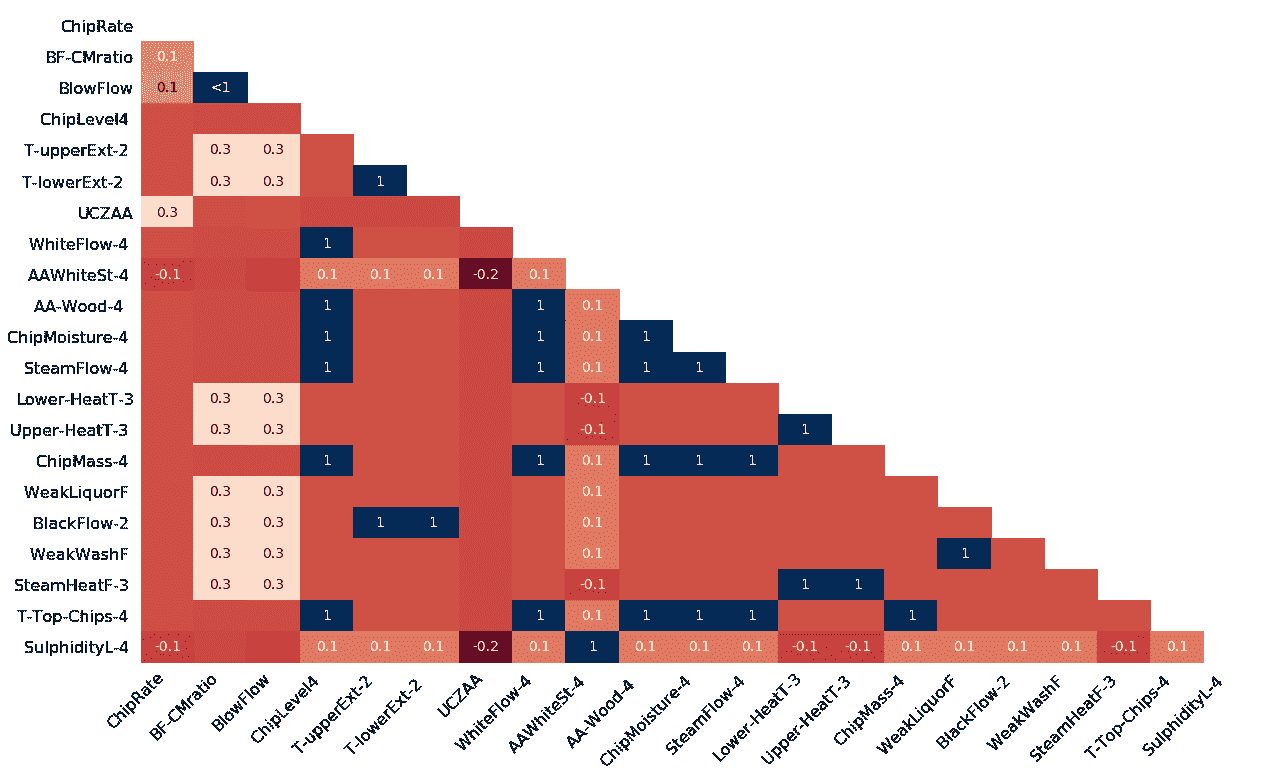 ChipRate
BF-CMratio 0.1
BlowFlow 0.1 <1
ChipLevel4
T-upperExt-2 0.3 0.3
T-lowerExt-2 0.3 0.3 1
UCZAA 0.3
WhiteFlow-4 1
AAWhiteSt-4 -0.1 0.1 0.1 0.1 -0.2 0.1
AA-Wood-4 1 1 0.1
ChipMoisture-4 1 1 0.1 1
SteamFlow-4 1 1 0.1 1 1
Lower-HeatT-3 0.3 0.3 -0.1
Upper-HeatT-3 0.3 0.3 -0.1 1
ChipMass-4 1 1 0.1 1 1 1
WeakLiquorF 0.3 0.3 0.1
BlackFlow-2 0.3 0.3 1 1 0.1
WeakWashF 0.3 0.3 0.1 1
SteamHeatF-3 0.3 0.3 -0.1 1 1
T-Top-Chips-4 1 1 0.1 1 1 1 1
SulphidityL-4 -0.1 0.1 0.1 0.1 -0.2 0.1 1 0.1 0.1 0.1 -0.1 -0.1 0.1 0.1 0.1 0.1 -0.1 0.1
ChipRate
BF-CMratio
BlowFlow
ChipLevel4
T-upperExt-2
T-lowerExt-2
UCZAA
WhiteFlow-4
AAWhiteSt-4
AA-Wood-4
ChipMoisture-4
SteamFlow-4
Lower-HeatT-3
Upper-HeatT-3
ChipMass-4
WeakLiquorF
BlackFlow-2
WeakWashF
SteamHeatF-3
T-Top-Chips-4
SulphidityL-4